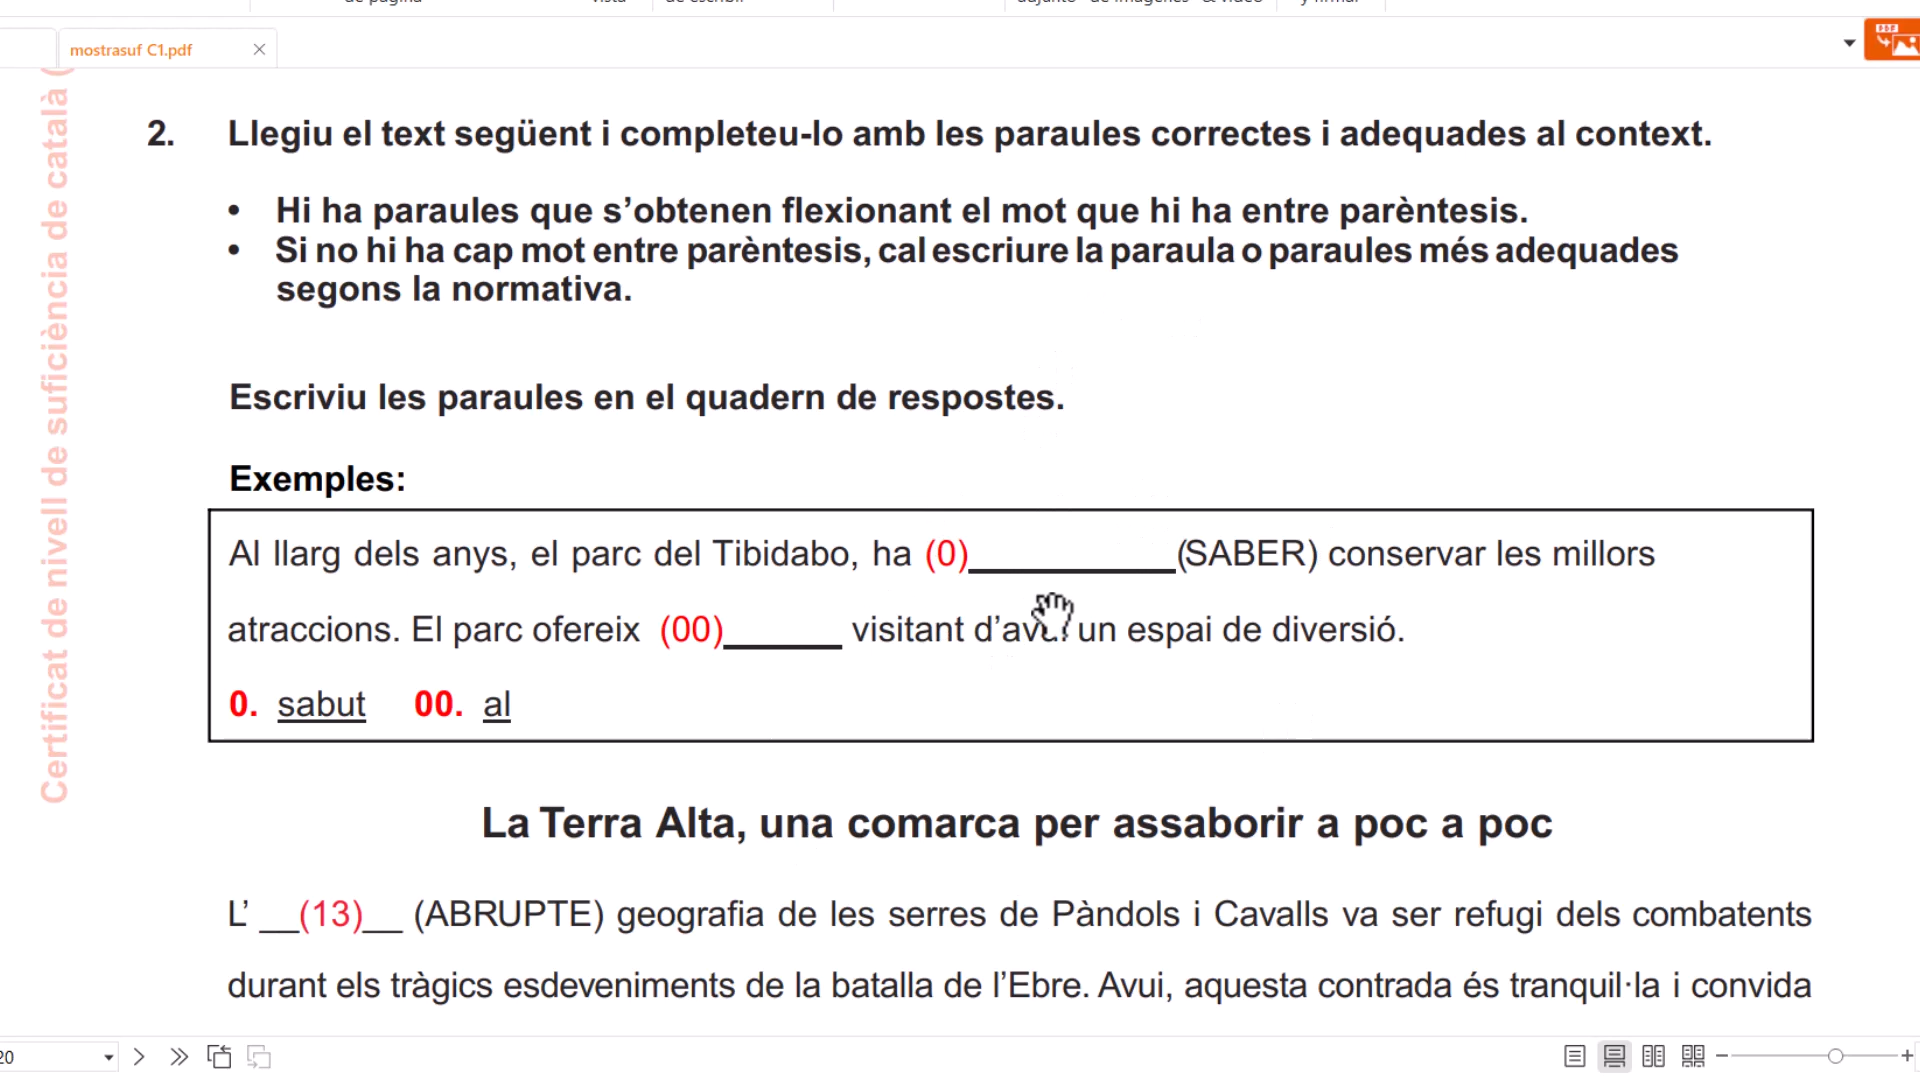 mostrasuf C1.pdf
Certificat de nivell de suficiència de català (
2. Llegiu el text següent i completeu-lo amb les paraules correctes i adequades al context.
• Hi ha paraules que s’obtenen flexionant el mot que hi ha entre parèntesis.
• Si no hi ha cap mot entre parèntesis, cal escriure la paraula o paraules més adequades
segons la normativa.
Escriviu les paraules en el quadern de respostes.
Exemples:
Al llarg dels anys, el parc del Tibidabo, ha (0)__________(SABER) conservar les millors
atraccions. El parc ofereix (00)______ visitant d’avui un espai de diversió.
0. sabut 00. al
La Terra Alta, una comarca per assaborir a poc a poc
L’ __(13)__ (ABRUPTE) geografia de les serres de Pàndols i Cavalls va ser refugi dels combatents
durant els tràgics esdeveniments de la batalla de l’Ebre. Avui, aquesta contrada és tranquil·la i convida
20